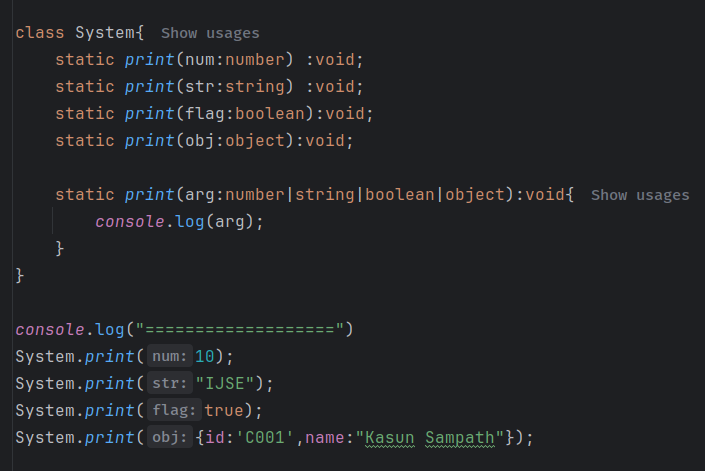 class System{ Show usages
    static print(num:number) :void;
    static print(str:string) :void;
    static print(flag:boolean):void;
    static print(obj:object):void;
    static print(arg:number|string|boolean|object):void{ Show usages
        console.log(arg);
    }
}
console.log("===================")
System.print( num: 10);
System.print( str: "IJSE");
System.print( flag: true);
System.print( obj: {id:'C001',name:"Kasun Sampath"});